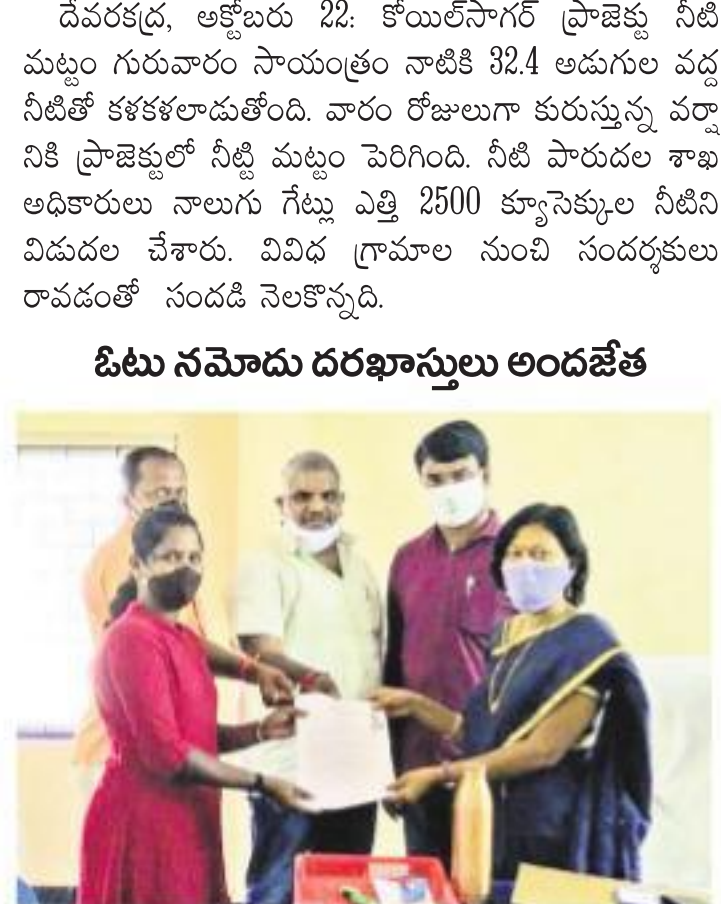 దేవరకద్ర, అక్టోబరు 22: కోయిల్‌సాగర్ ప్రాజెక్టు నీటి
మట్టం గురువారం సాయంత్రం నాటికి 32.4 అడుగుల వద్ద
నీటితో కళకళలాడుతోంది. వారం రోజులుగా కురుస్తున్న వర్షా
నికి ప్రాజెక్టులో నీట్టి మట్టం పెరిగింది. నీటి పారుదల శాఖ
అధికారులు నాలుగు గేట్లు ఎత్తి 2500 క్యూసెక్కుల నీటిని
విడుదల చేశారు. వివిధ గ్రామాల నుంచి సందర్శకులు
రావడంతో సందడి నెలకొన్నది.
ఓటు నమోదు దరఖాస్తులు అందజేత